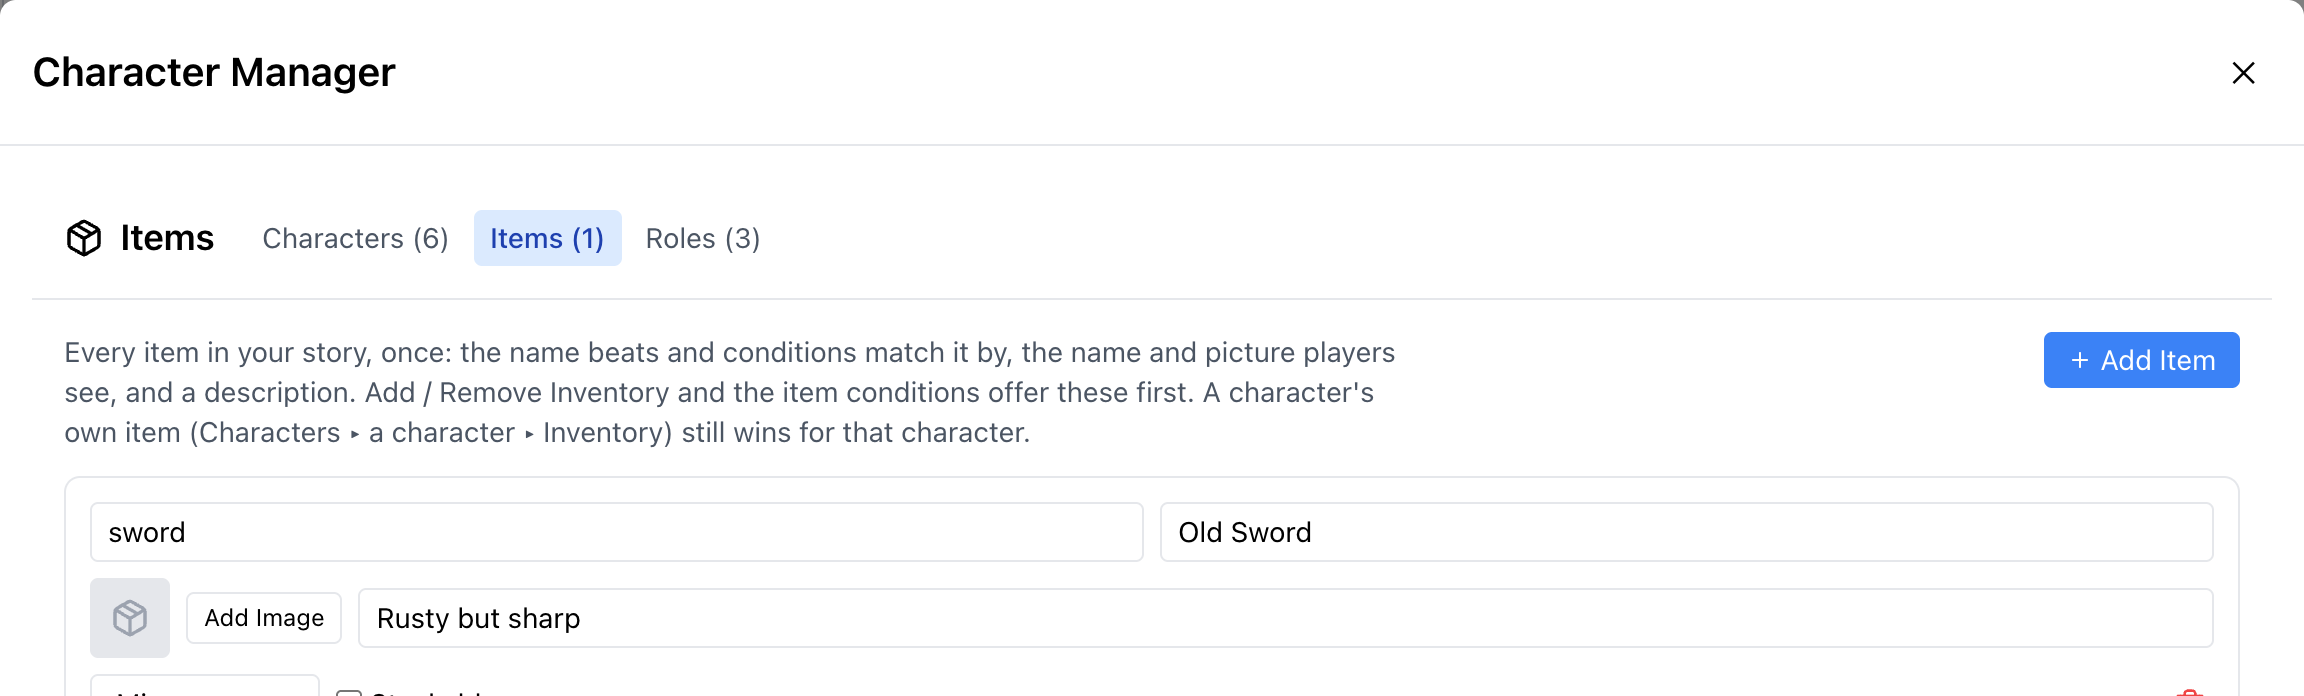 Character Manager
Items
Characters (6)
Items (1)
Roles (3)
Every item in your story, once: the name beats and conditions match it by, the name and picture players
see, and a description. Add / Remove Inventory and the item conditions offer these first. A character's
own item (Characters ▸ a character ▸ Inventory) still wins for that character.
+ Add Item
sword
Old Sword
Add Image
Rusty but sharp